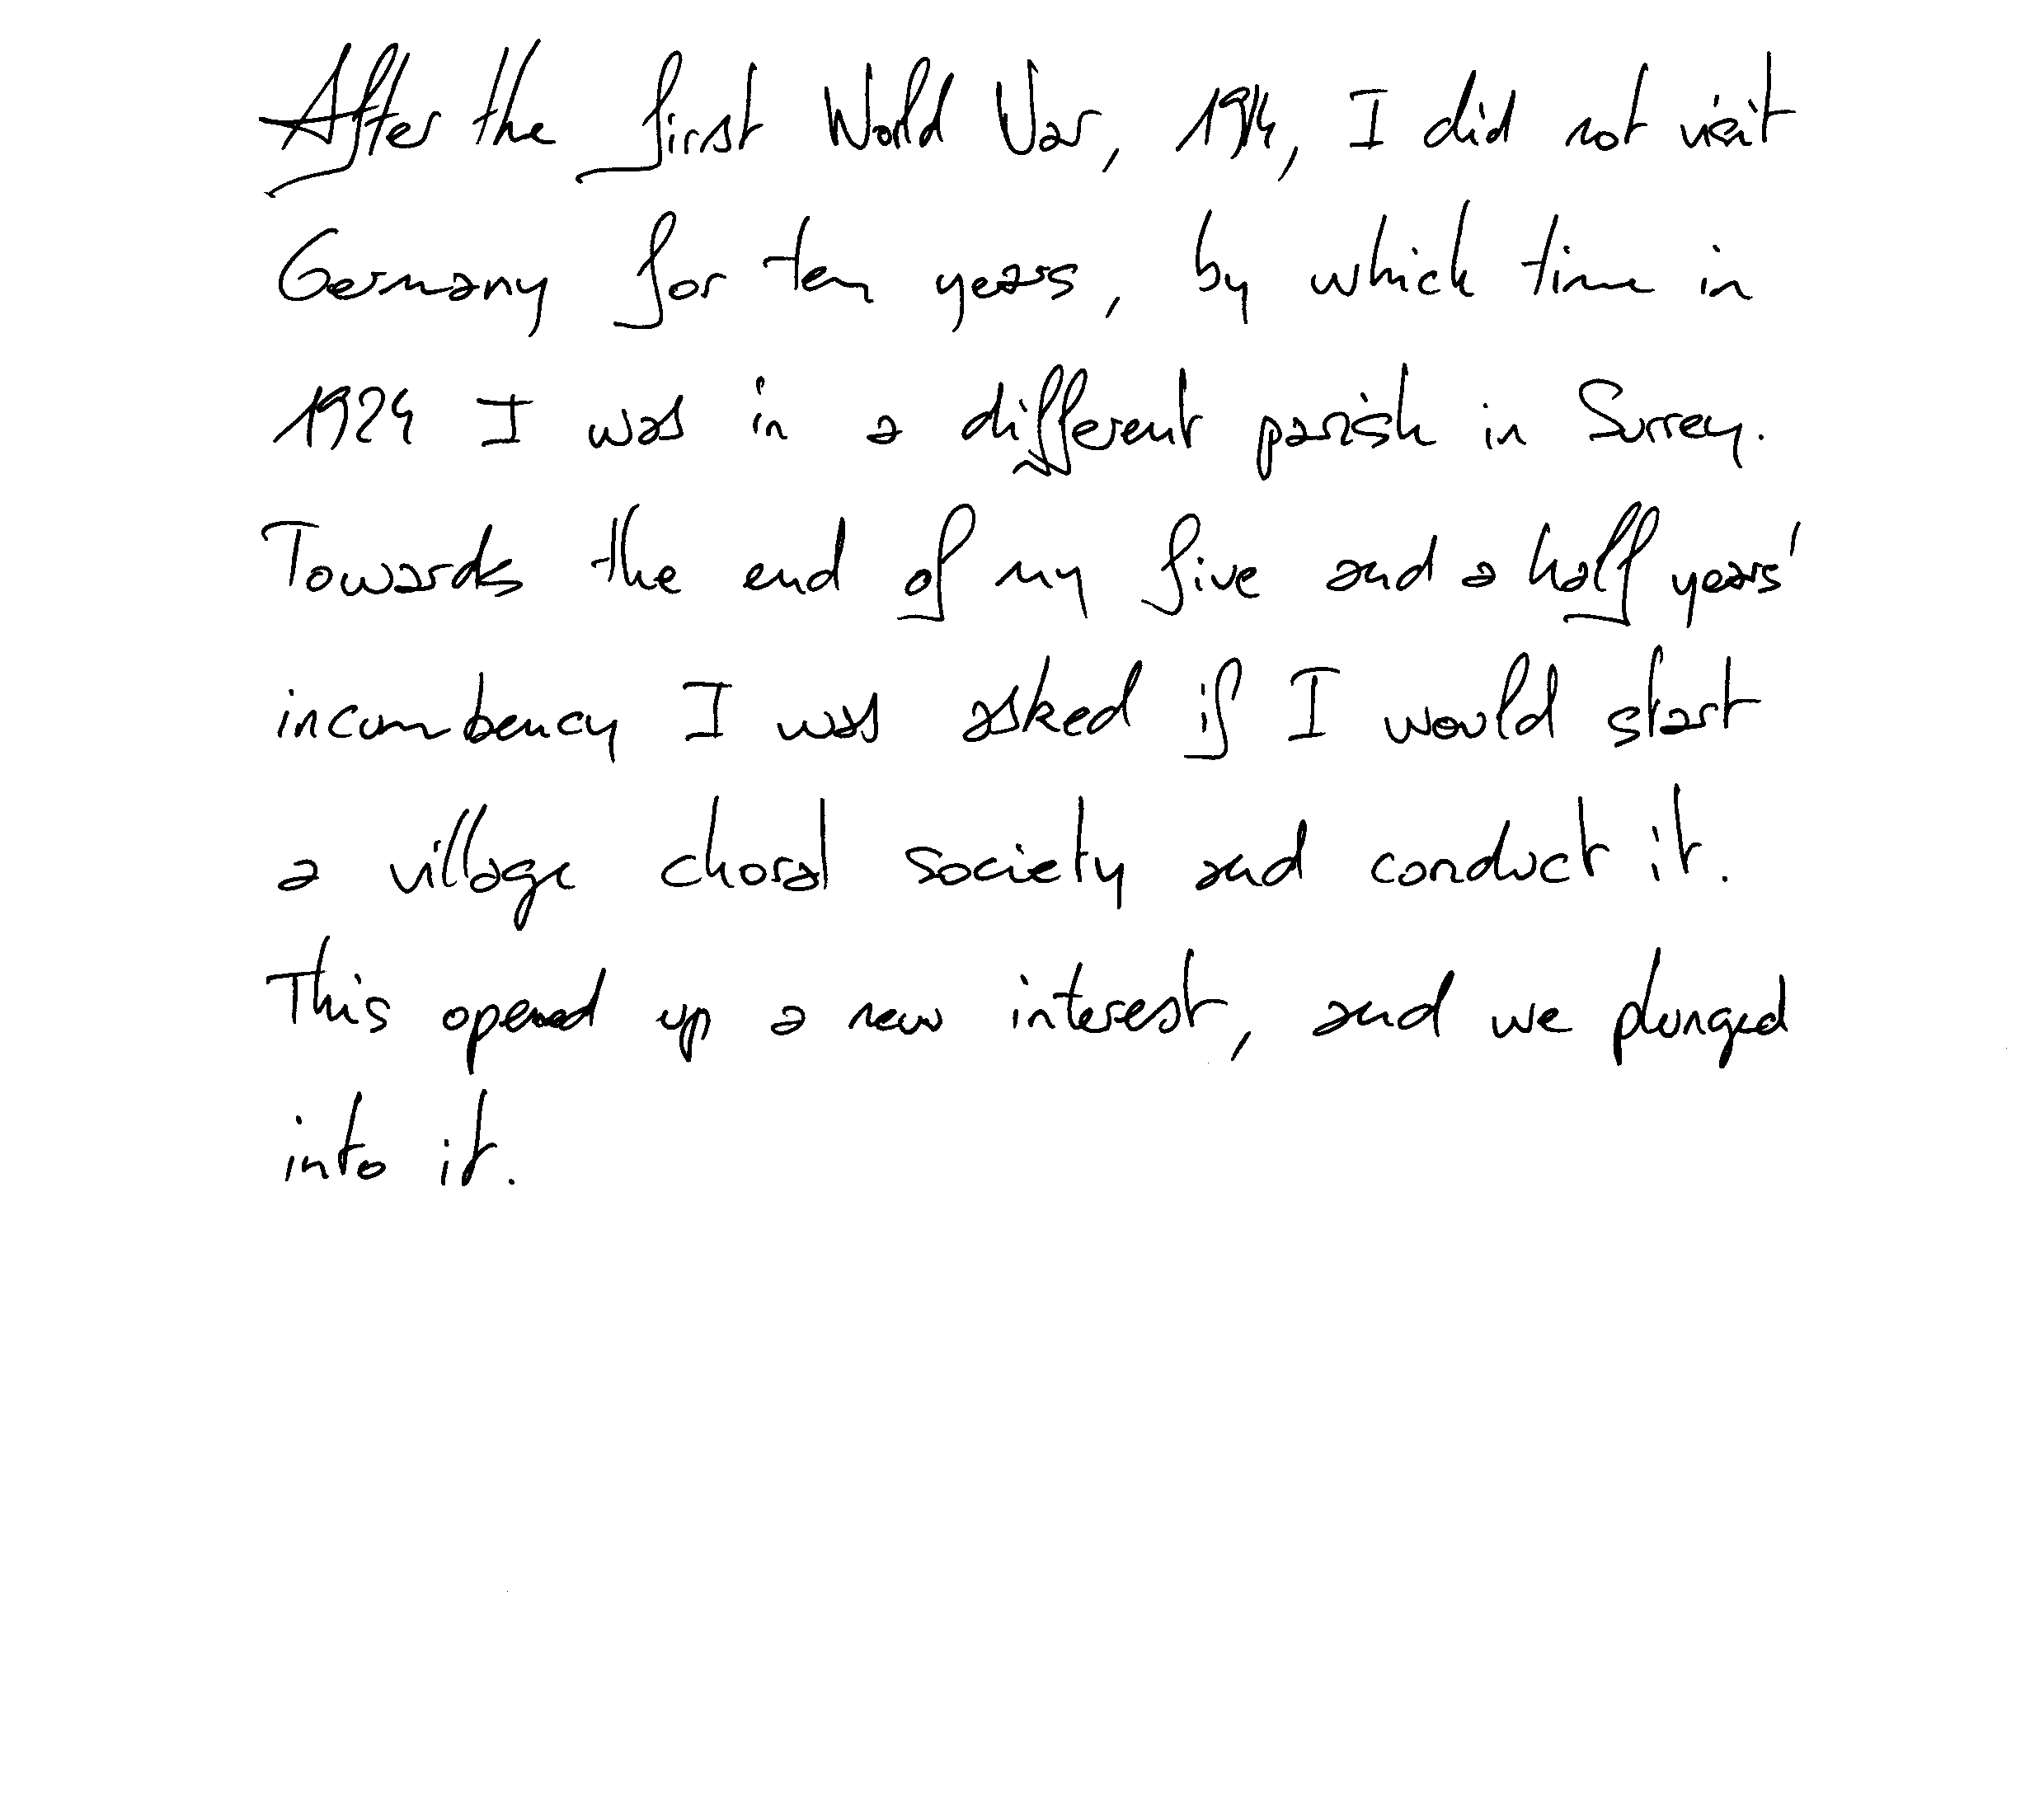 After the first World War, 1914, I did not visit
Germany for ten years, by which time in
1924 I was in a different parish in Surrey.
Towards the end of my five and a half years'
incumbency I was asked if I would start
a village choral society and conduct it.
This opened up a new interest, and we plunged
into it.